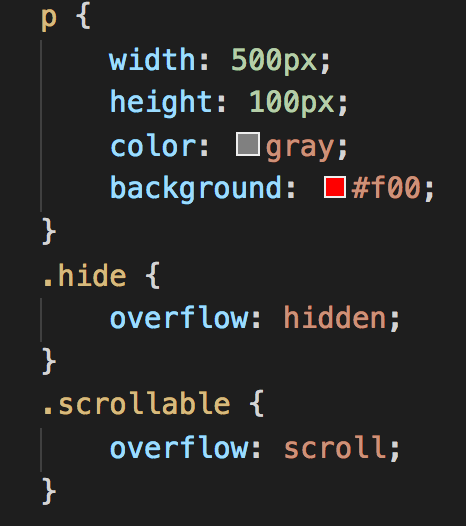 p {
    width: 500px;
    height: 100px;
    color: gray;
    background: #f00;
}
.hide {
    overflow: hidden;
}
.scrollable {
    overflow: scroll;
}